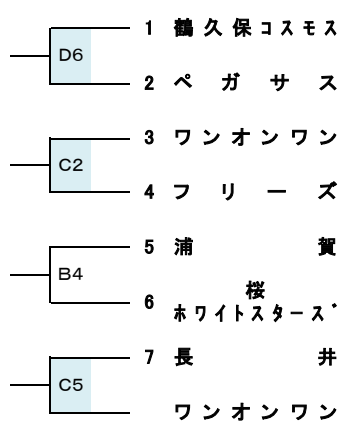 1 鶴久保コスモス
D6
2 ペガサス
3 ワンオンワン
C2
4 フリーズ
5 浦賀
B4
6 桜
ホワイトスターズ
7 長井
C5
ワンオンワン